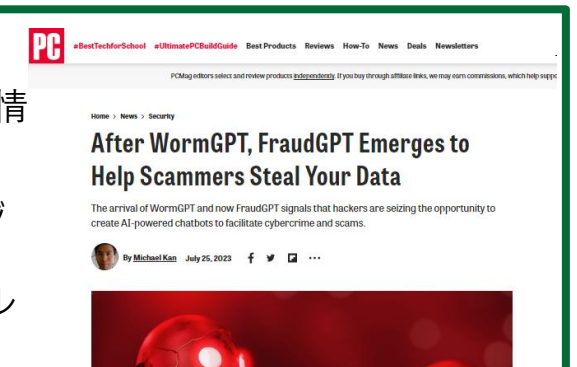 情
ジ
ル
PC
#BestTechforSchool #UltimatePCBuildGuide Best Products Reviews How-To News Deals Newsletters
PCMag editors select and review products independently. If you buy through affiliate links, we may earn commissions, which help
Home > News > Security
After WormGPT, FraudGPT Emerges to
Help Scammers Steal Your Data
The arrival of WormGPT and now FraudGPT signals that hackers are seizing the opportunity to
create AI-powered chatbots to facilitate cybercrime and scams.
By Michael Kan July 25, 2023